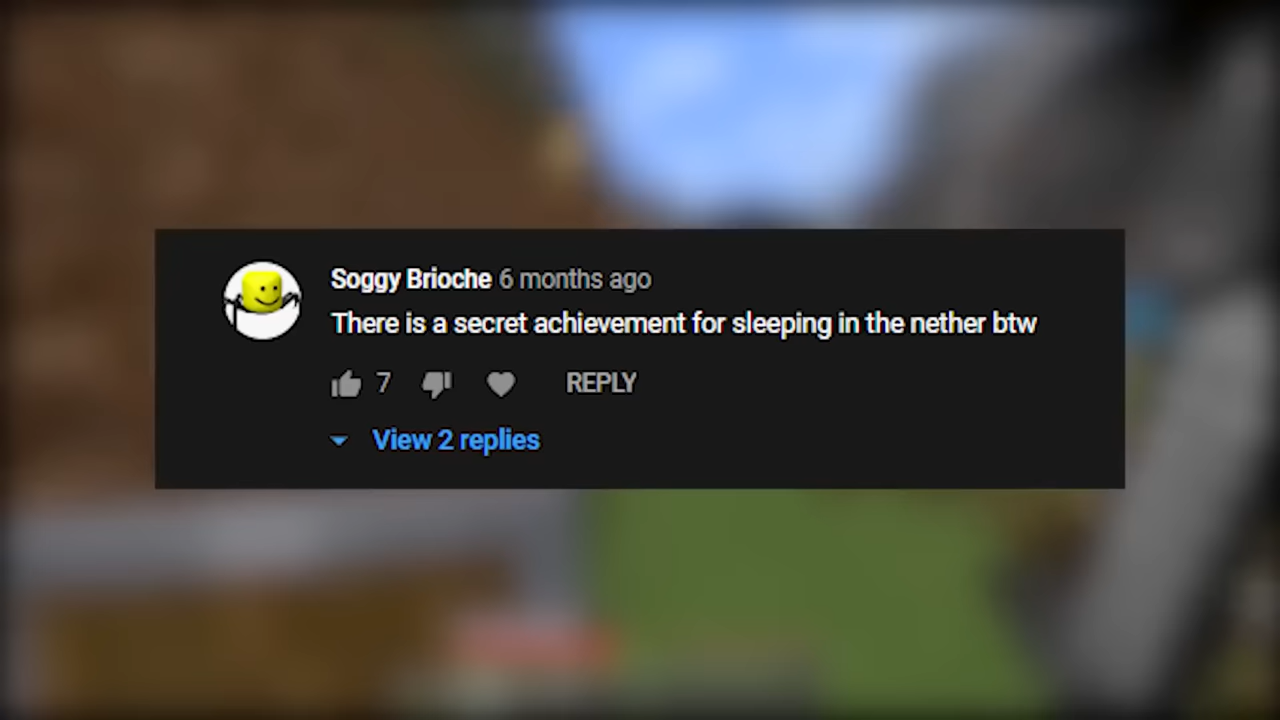 Soggy Brioche 6 months ago
There is a secret achievement for sleeping in the nether btw
7 REPLY
View 2 replies